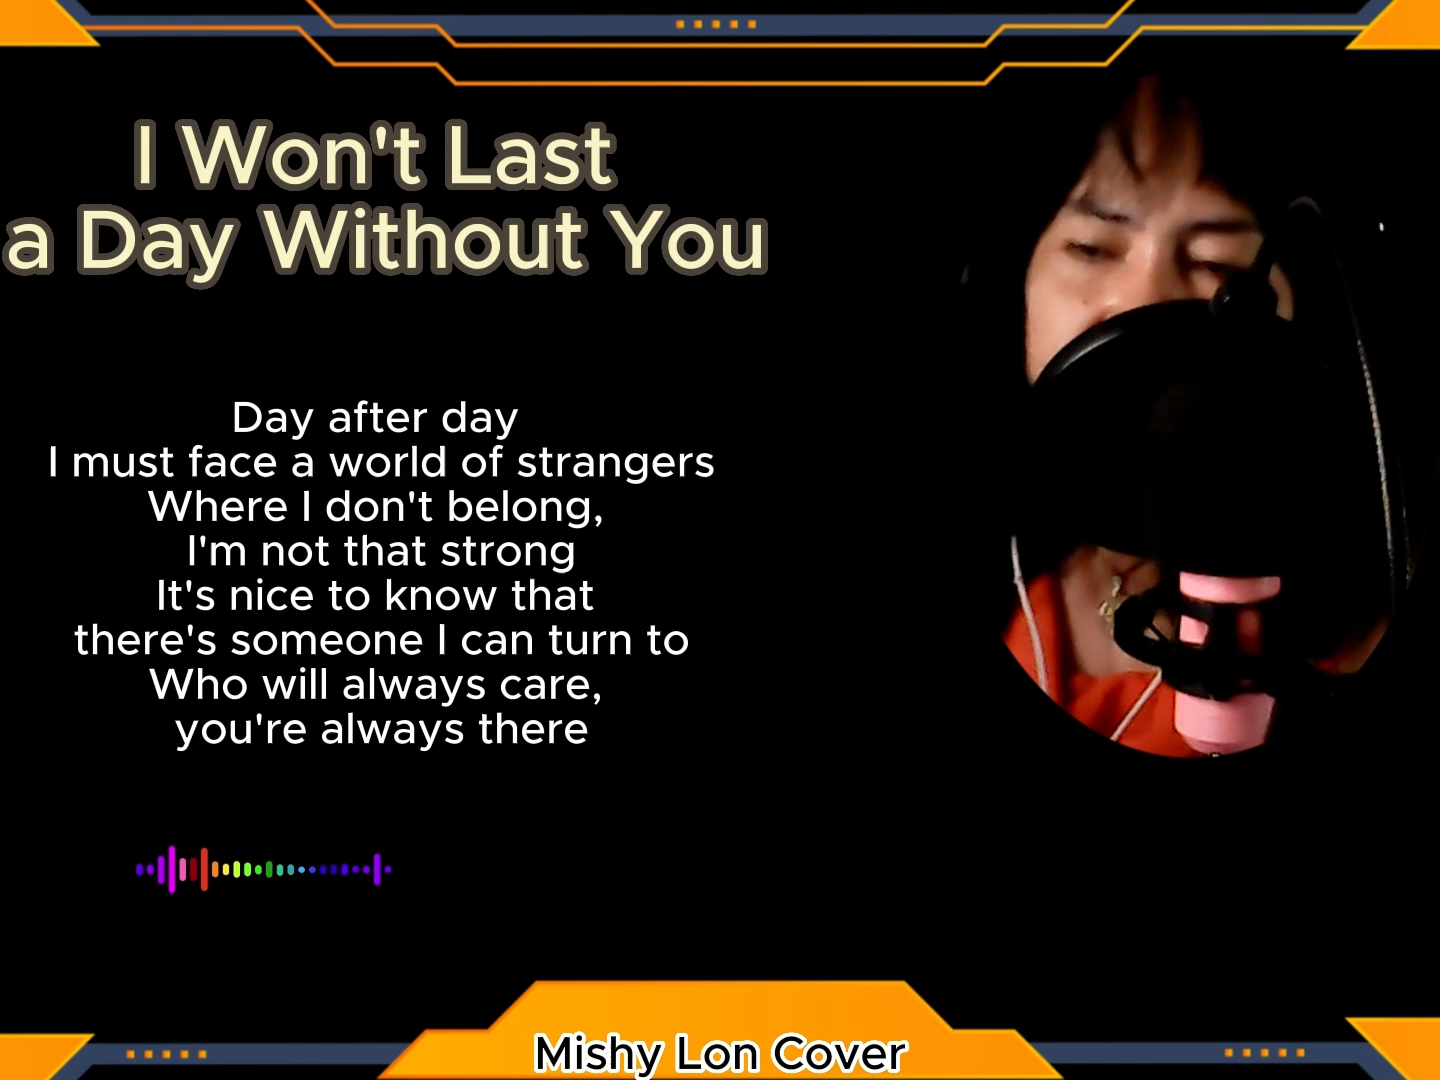 I Won't Last
a Day Without You
Day after day
I must face a world of strangers
Where I don't belong,
I'm not that strong
It's nice to know that
there's someone I can turn to
Who will always care,
you're always there
Mishy Lon Cover